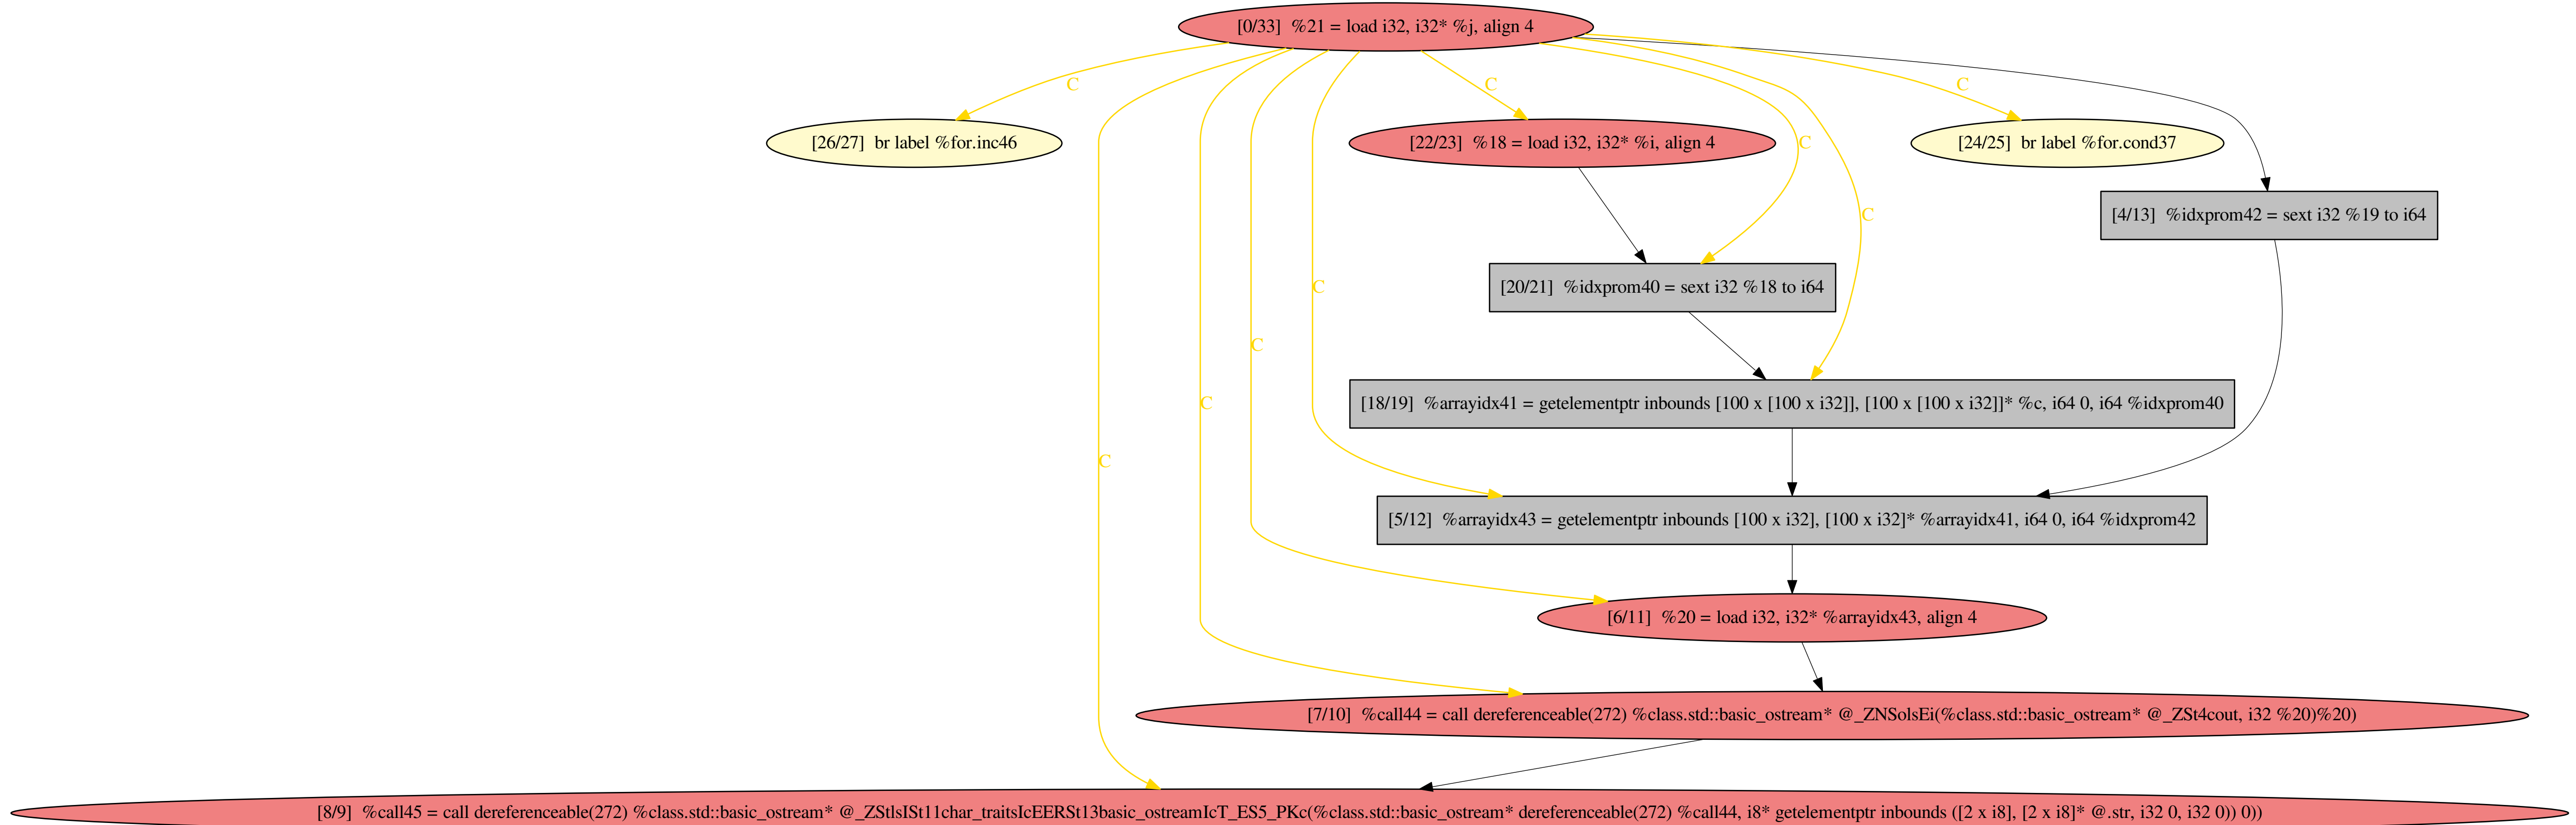 [0/33] %21 = load i32, i32* %j, align 4
C
C
C
[26/27] br label %for.inc46
[22/23] %18 = load i32, i32* %i, align 4
C
[24/25] br label %for.cond37
C
[4/13] %idxprom42 = sext i32 %19 to i64
C
[20/21] %idxprom40 = sext i32 %18 to i64
C
C
[18/19] %arrayidx41 = getelementptr inbounds [100 x [100 x i32]], [100 x [100 x i32]]* %c, i64 0, i64 %idxprom40
C
[5/12] %arrayidx43 = getelementptr inbounds [100 x i32], [100 x i32]* %arrayidx41, i64 0, i64 %idxprom42
[6/11] %20 = load i32, i32* %arrayidx43, align 4
[7/10] %call44 = call dereferenceable(272) %class.std::basic_ostream* @_ZNSolsEi(%class.std::basic_ostream* @_ZSt4cout, i32 %20)%20)
[8/9] %call45 = call dereferenceable(272) %class.std::basic_ostream* @_ZStlsISt11char_traitsIcEERSt13basic_ostreamIcT_ES5_PKc(%class.std::basic_ostream* dereferenceable(272) %call44, i8* getelementptr inbounds ([2 x i8], [2 x i8]* @.str, i32 0, i32 0)) 0))